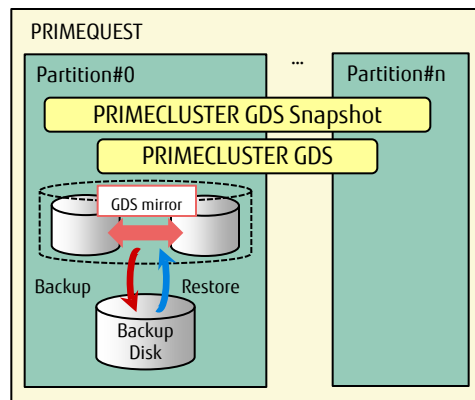 PRIMEQUEST
Partition#0
...
Partition#n
PRIMECLUSTER GDS Snapshot
PRIMECLUSTER GDS
GDS mirror
Backup
Restore
Backup
Disk